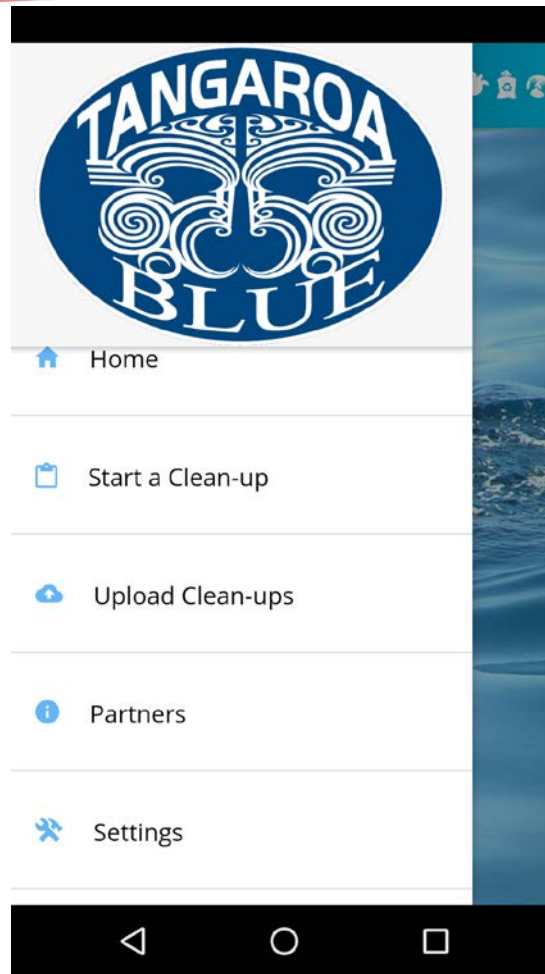 TANGAROA
BLUE
Home
Start a Clean-up
Upload Clean-ups
Partners
Settings